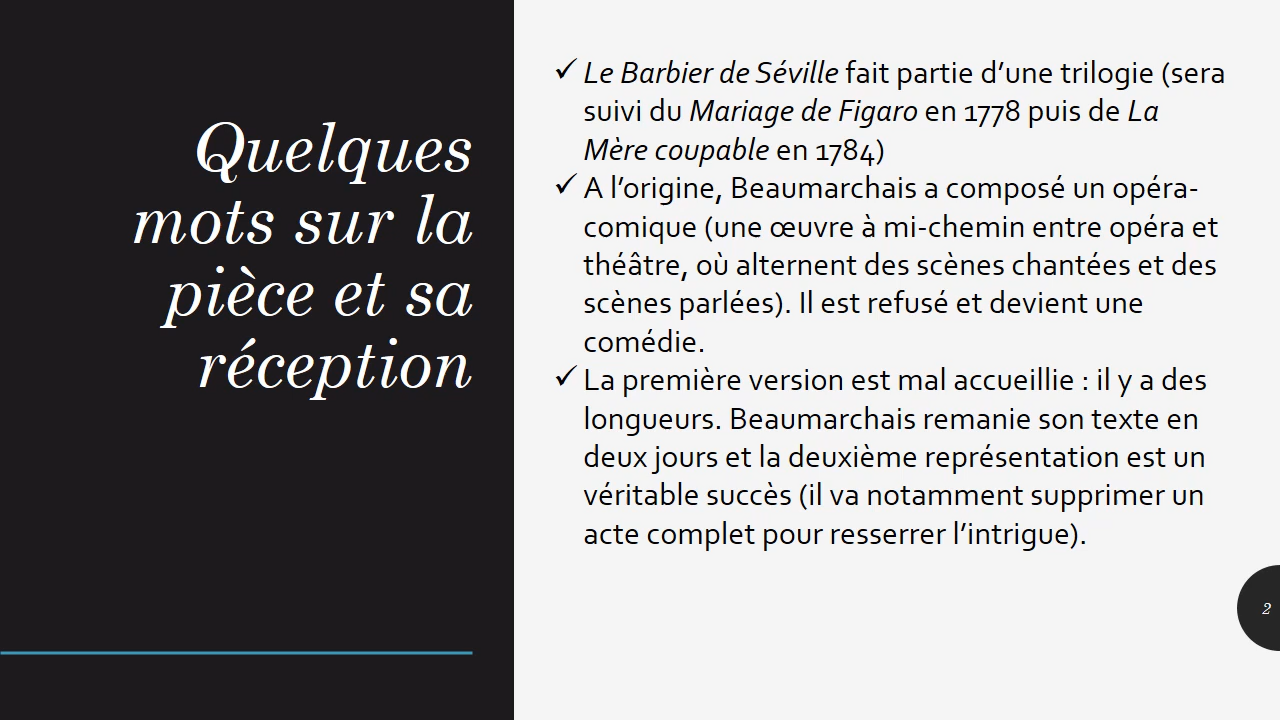 Quelques
mots sur la
pièce et sa
réception
✓ Le Barbier de Séville fait partie d’une trilogie (sera
suivi du Mariage de Figaro en 1778 puis de La
Mère coupable en 1784)
✓ A l’origine, Beaumarchais a composé un opéra-
comique (une œuvre à mi-chemin entre opéra et
théâtre, où alternent des scènes chantées et des
scènes parlées). Il est refusé et devient une
comédie.
✓ La première version est mal accueillie : il y a des
longueurs. Beaumarchais remanie son texte en
deux jours et la deuxième représentation est un
véritable succès (il va notamment supprimer un
acte complet pour resserrer l’intrigue).
2